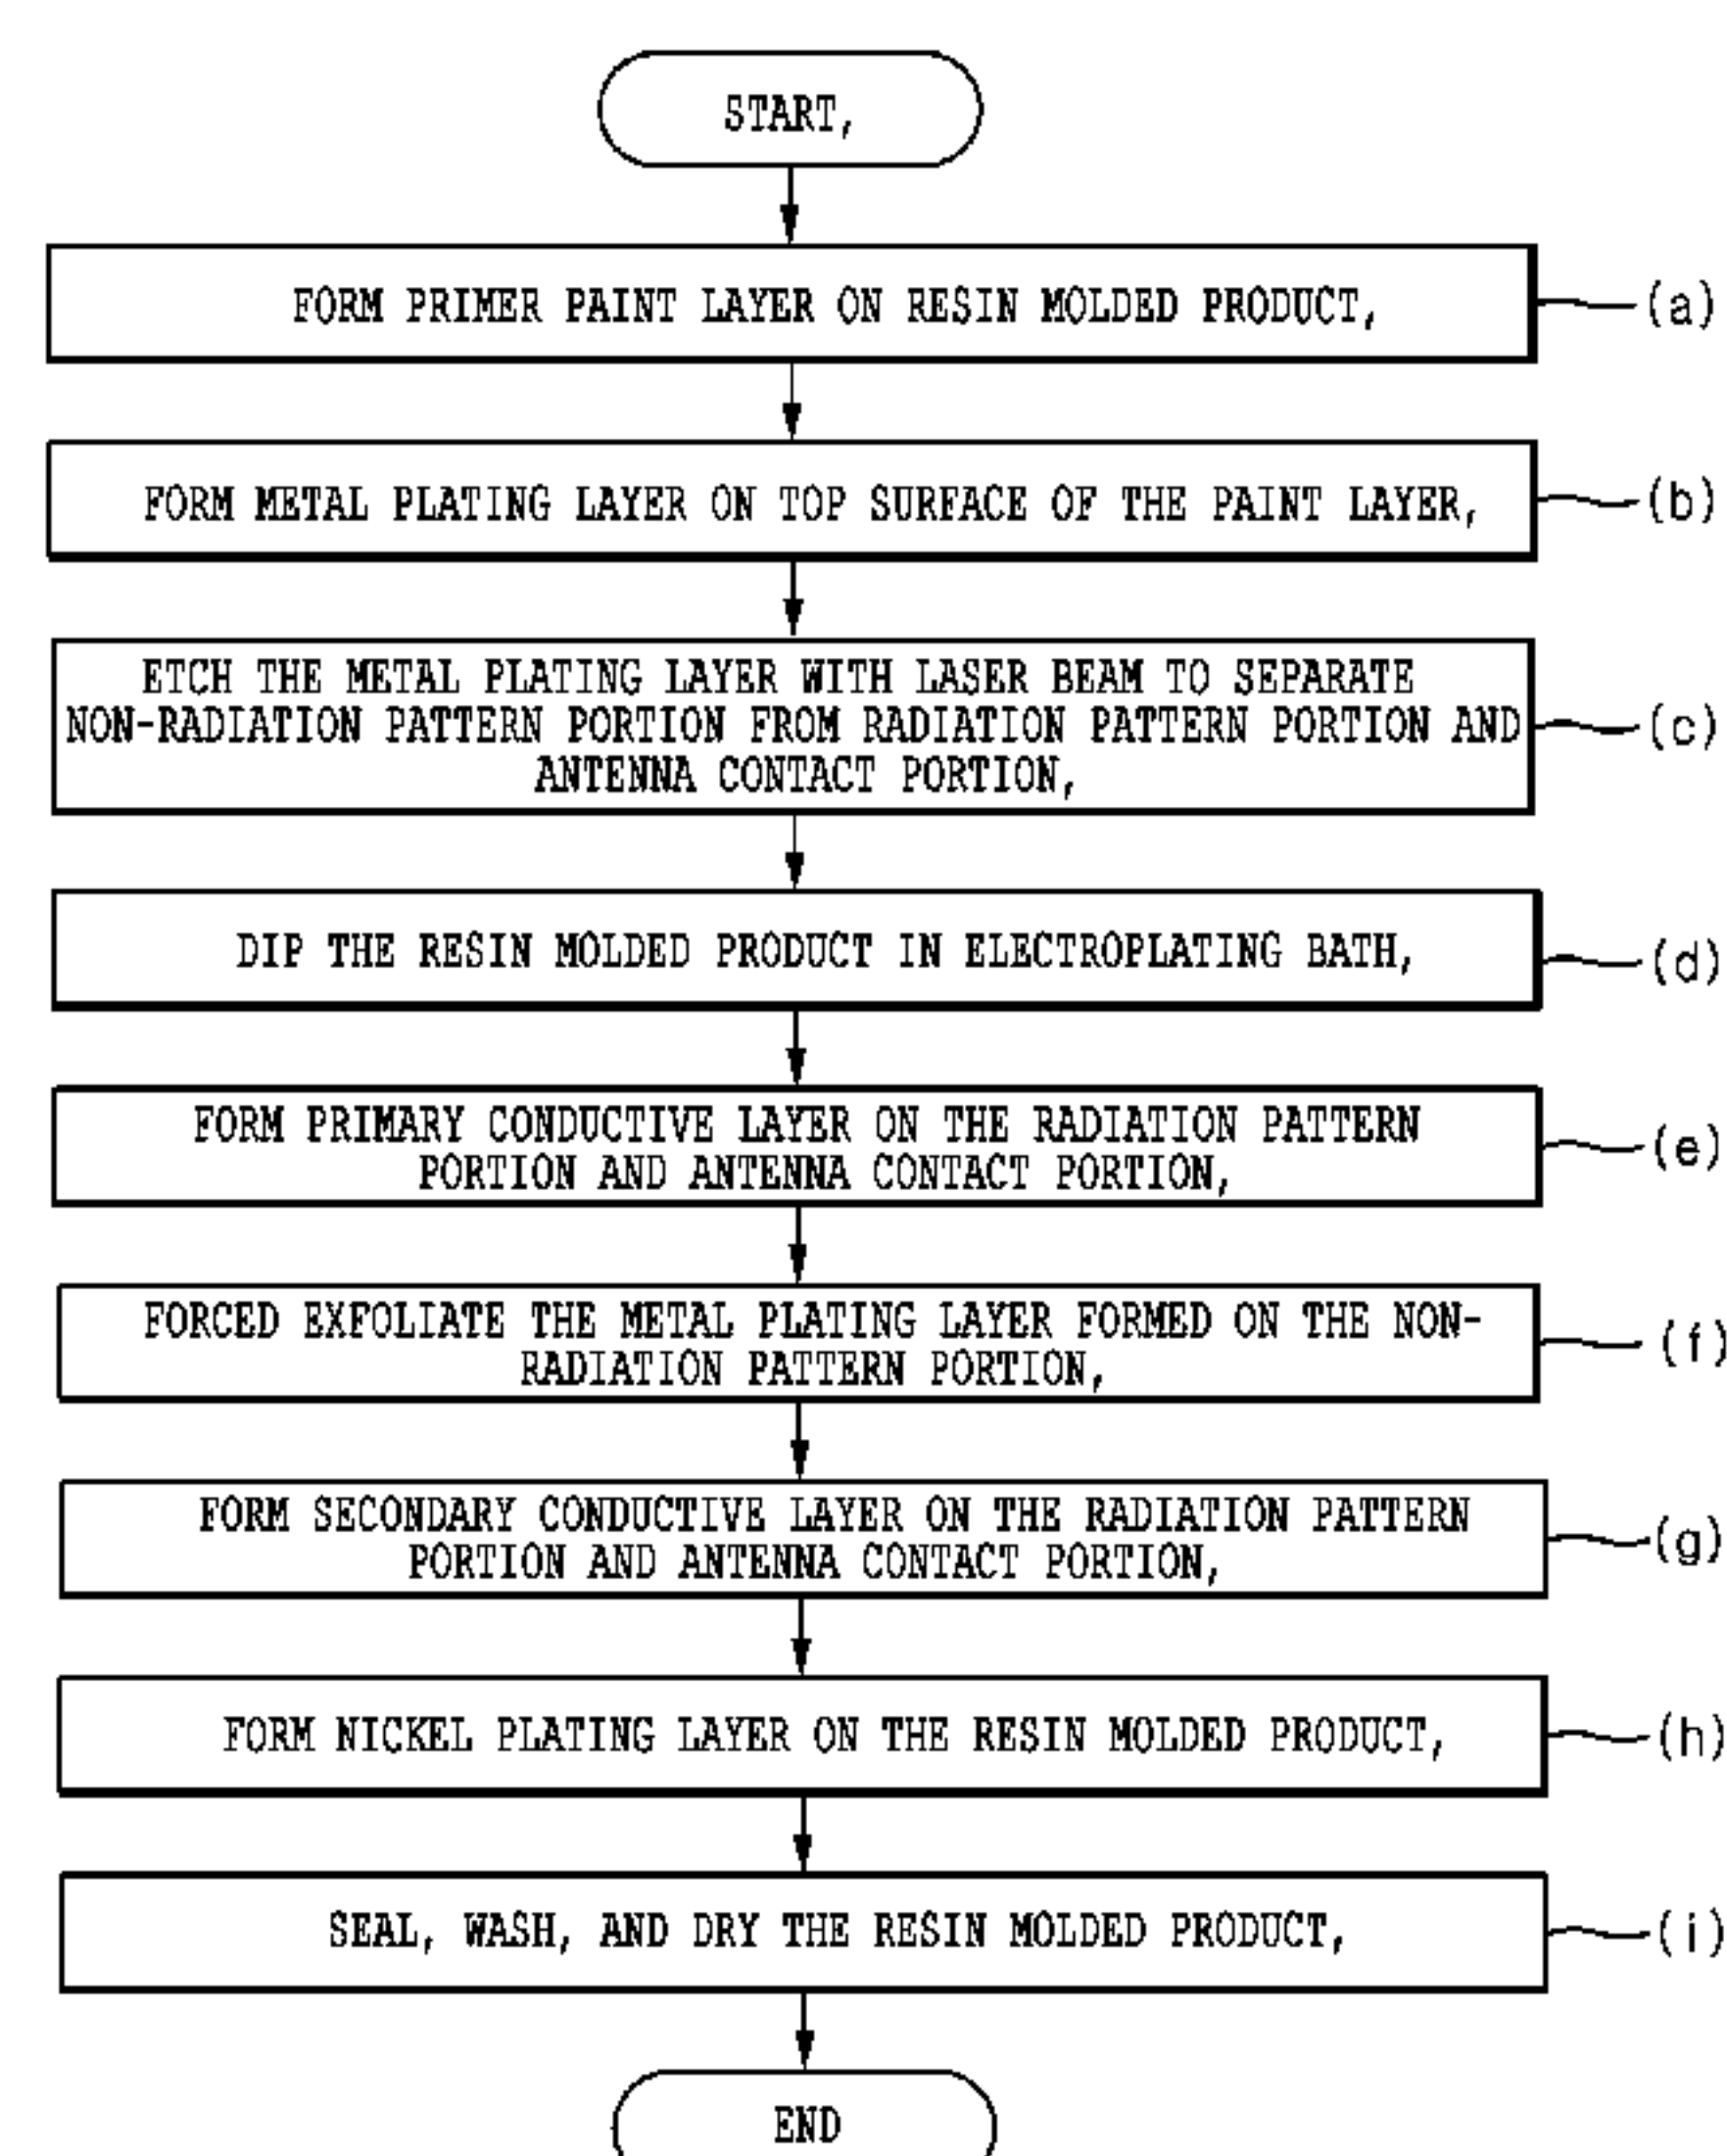 START,
FORM PRIMER PAINT LAYER ON RESIN MOLDED PRODUCT,
(a)
FORM METAL PLATING LAYER ON TOP SURFACE OF THE PAINT LAYER,
(b)
ETCH THE METAL PLATING LAYER WITH LASER BEAM TO SEPARATE
NON-RADIATION PATTERN PORTION FROM RADIATION PATTERN PORTION AND
ANTENNA CONTACT PORTION,
(c)
DIP THE RESIN MOLDED PRODUCT IN ELECTROPLATING BATH,
(d)
FORM PRIMARY CONDUCTIVE LAYER ON THE RADIATION PATTERN
PORTION AND ANTENNA CONTACT PORTION,
(e)
FORCED EXFOLIATE THE METAL PLATING LAYER FORMED ON THE NON-
RADIATION PATTERN PORTION,
(f)
FORM SECONDARY CONDUCTIVE LAYER ON THE RADIATION PATTERN
PORTION AND ANTENNA CONTACT PORTION,
(g)
FORM NICKEL PLATING LAYER ON THE RESIN MOLDED PRODUCT,
(h)
SEAL, WASH, AND DRY THE RESIN MOLDED PRODUCT,
(i)
END